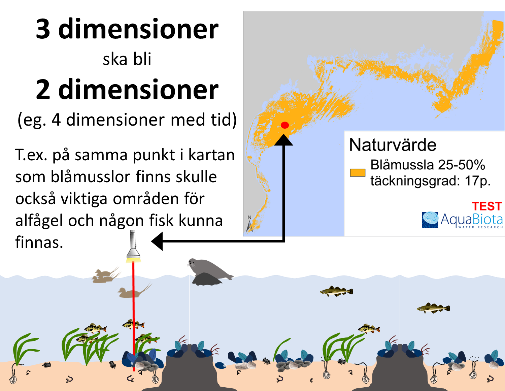 3 dimensioner
ska bli
2 dimensioner
(eg. 4 dimensioner med tid)
T.ex. på samma punkt i kartan
som blåmusslor finns skulle
också viktiga områden för
alfågel och någon fisk kunna
finnas.
Naturvärde
Blåmussla 25-50%
täckningsgrad: 17p.
TEST
AquaBiota
WATER RESEARCH
N